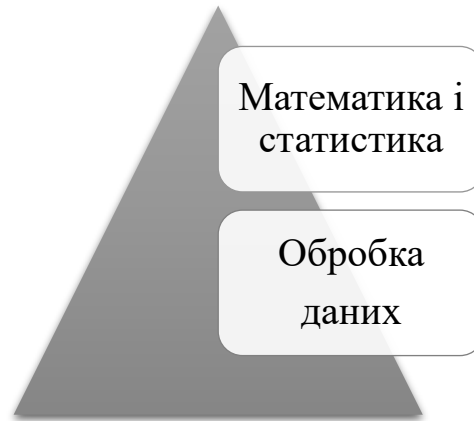 Математика і
статистика
Обробка
даних